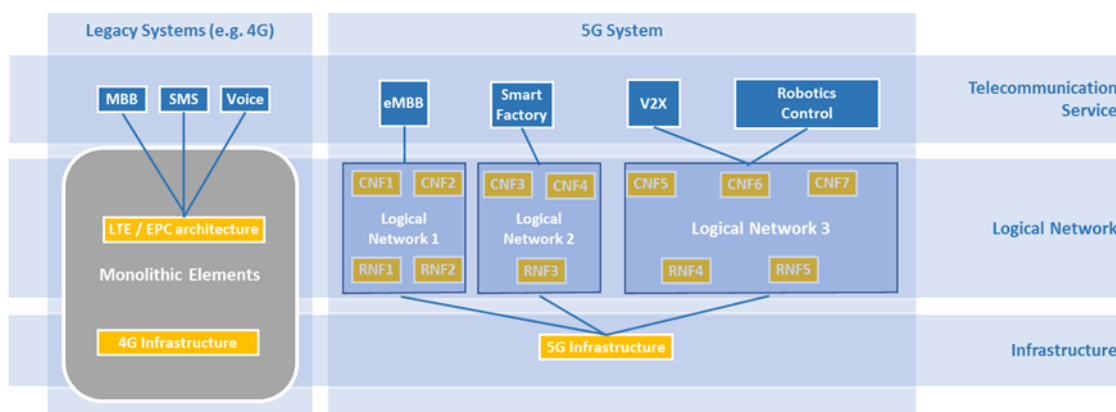 Legacy Systems (e.g. 4G)
5G System
MBB
SMS
Voice
eMBB
Smart
Factory
V2X
Robotics
Control
Telecommunication
Service
CNF1
CNF2
Logical
Network 1
RNF1
RNF2
CNF3
CNF4
Logical
Network 2
RNF3
CNF5
CNF6
CNF7
Logical Network 3
RNF4
RNF5
Logical Network
LTE / EPC architecture
Monolithic Elements
4G Infrastructure
5G Infrastructure
Infrastructure